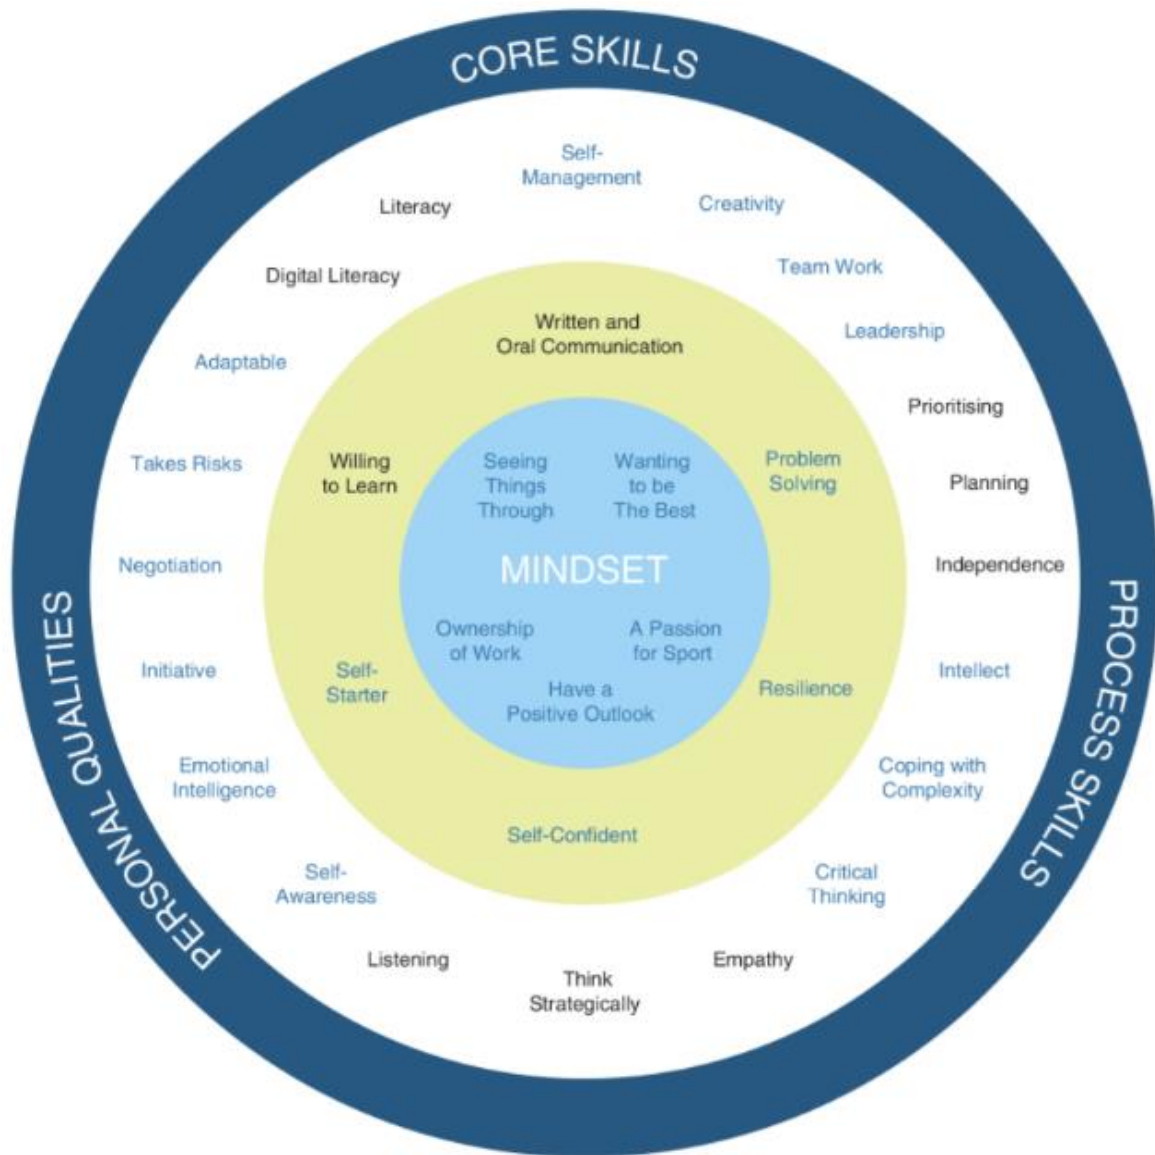 CORE SKILLS
Self-
Management
Literacy
Creativity
Digital Literacy
Team Work
Written and
Oral Communication
Leadership
Adaptable
Prioritising
Takes Risks
Willing
to Learn
Seeing
Things
Through
Wanting
to be
The Best
Problem
Solving
Planning
Negotiation
MINDSET
Independence
PERSONAL QUALITIES
PROCESS SKILLS
Ownership
of Work
A Passion
for Sport
Initiative
Self-
Starter
Have a
Positive Outlook
Resilience
Intellect
Emotional
Intelligence
Coping with
Complexity
Self-Confident
Self-
Awareness
Critical
Thinking
Listening
Think
Strategically
Empathy